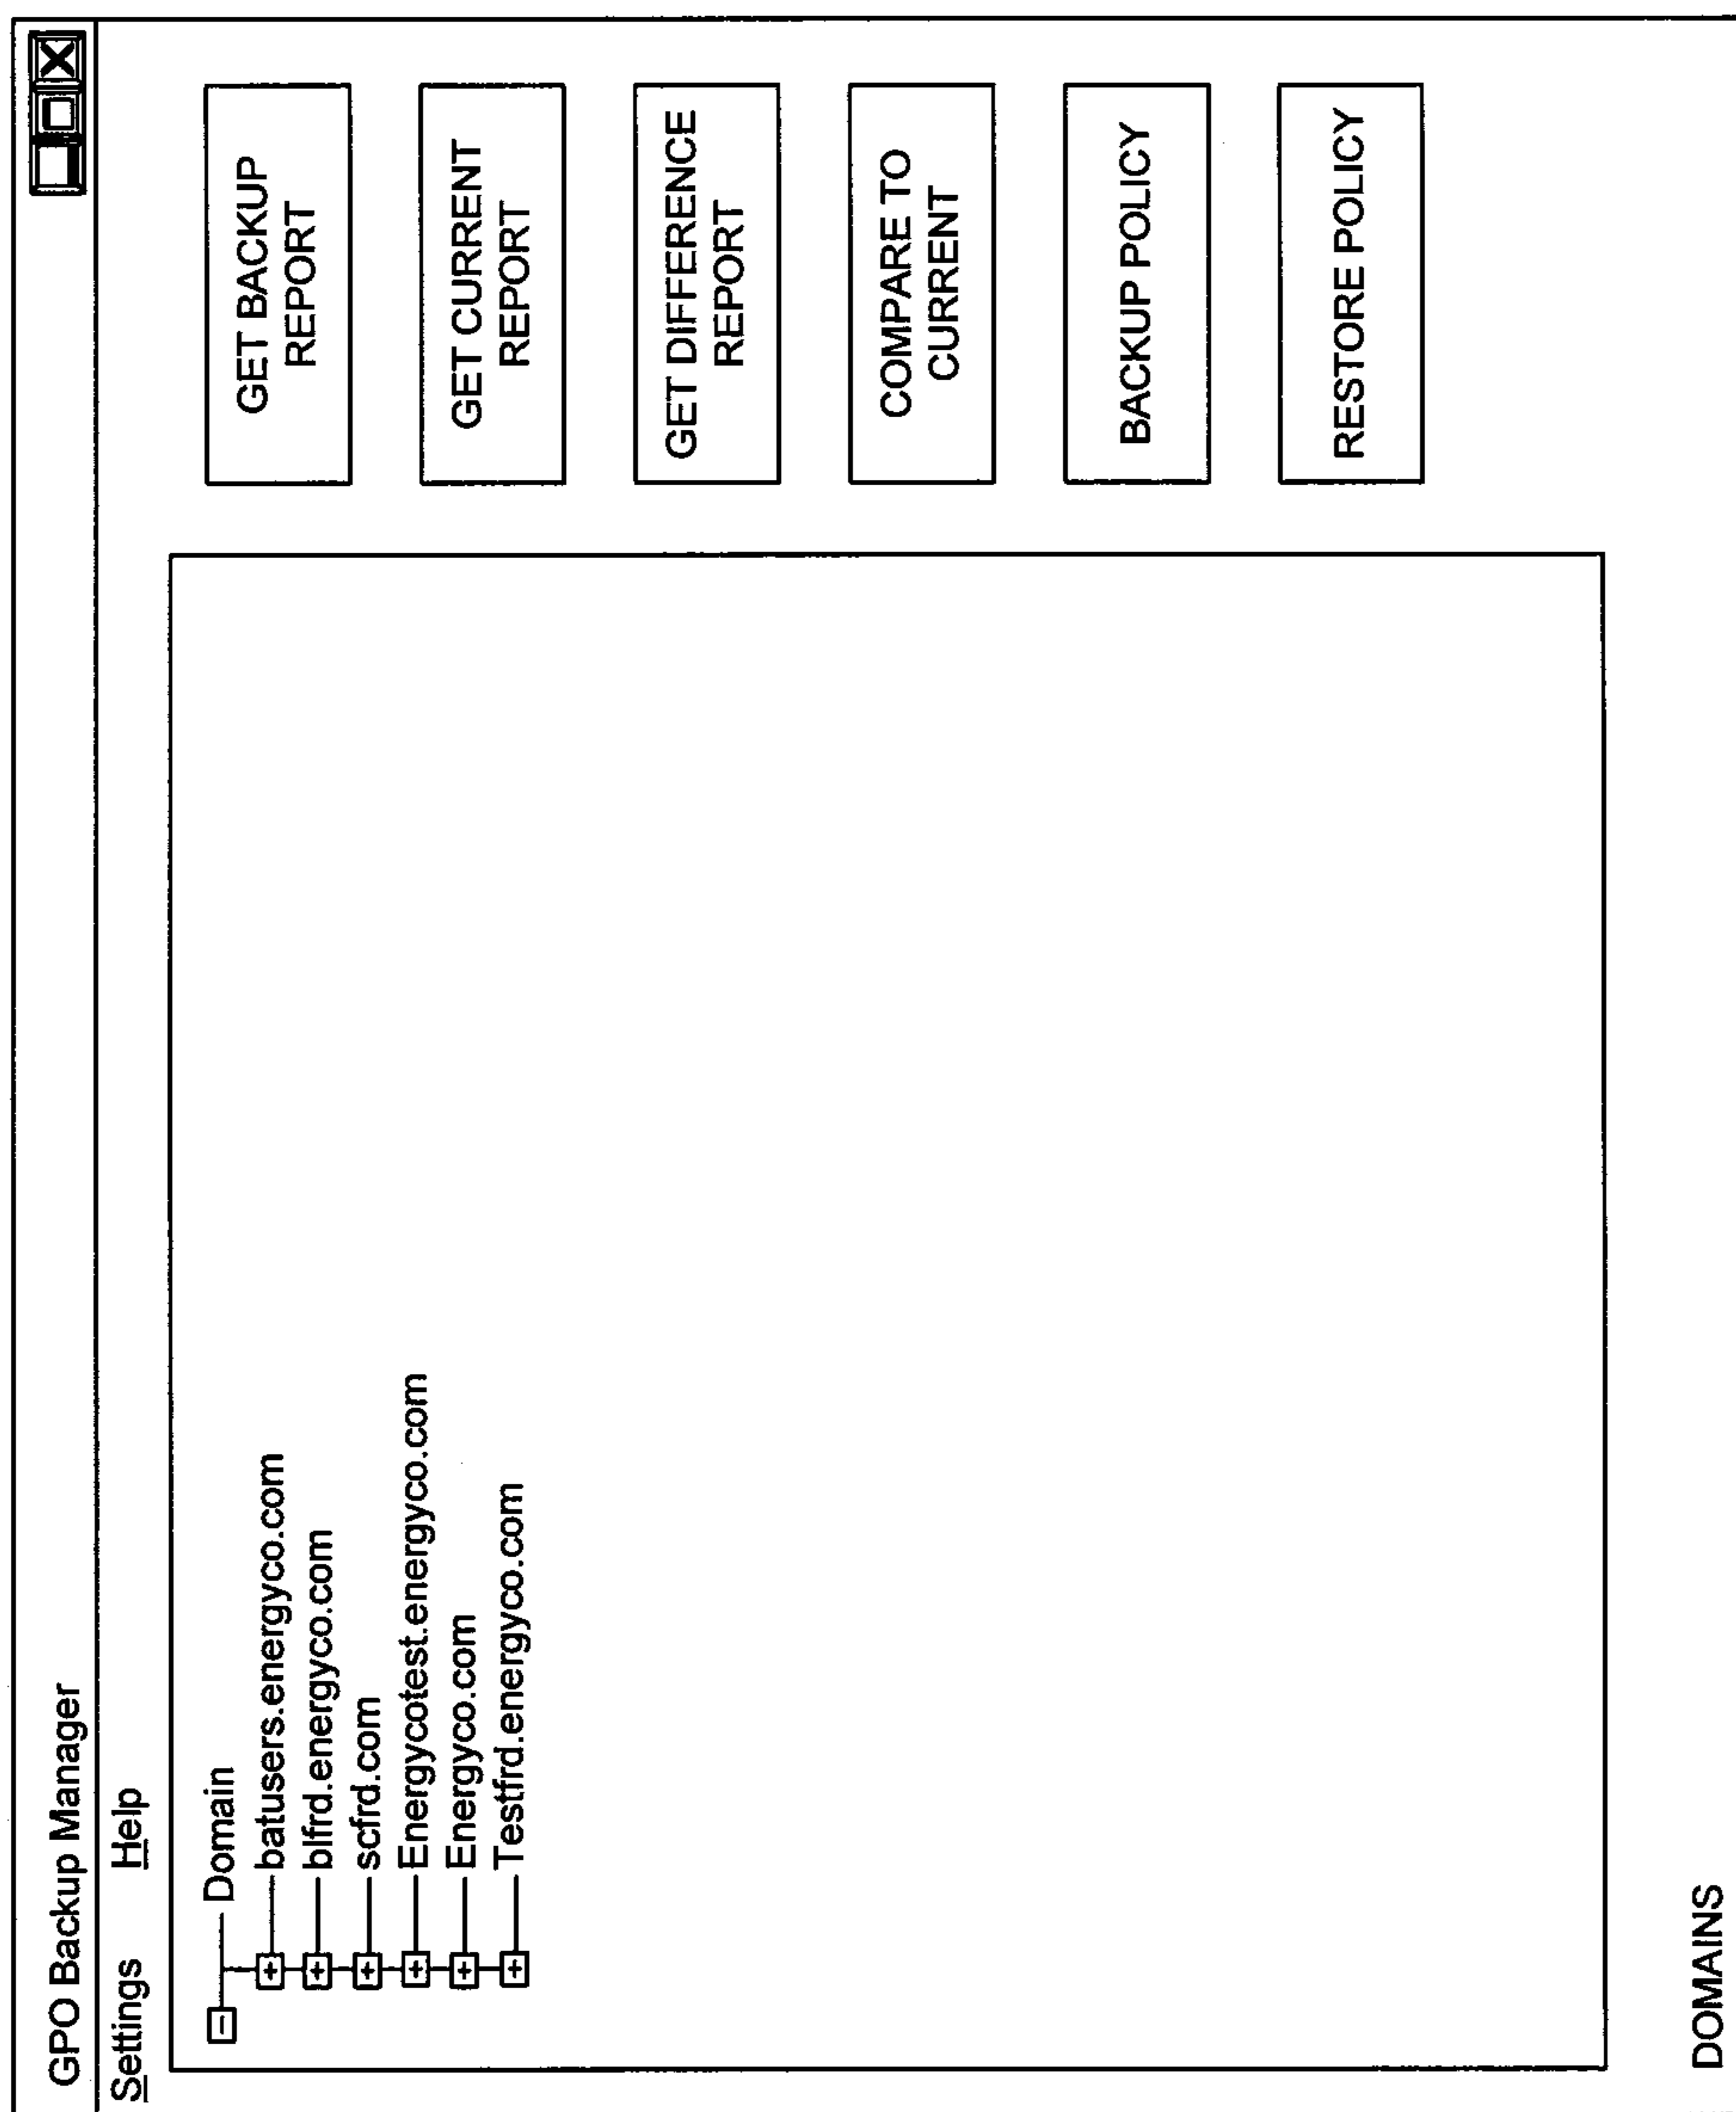 GPO Backup Manager
Settings Help
Domain
batusers.energyco.com
blfrd.energyco.com
scfrd.com
Energycotest.energyco.com
Energyco.com
Testfrd.energyco.com
GET BACKUP
REPORT
GET CURRENT
REPORT
GET DIFFERENCE
REPORT
COMPARE TO
CURRENT
BACKUP POLICY
RESTORE POLICY
DOMAINS